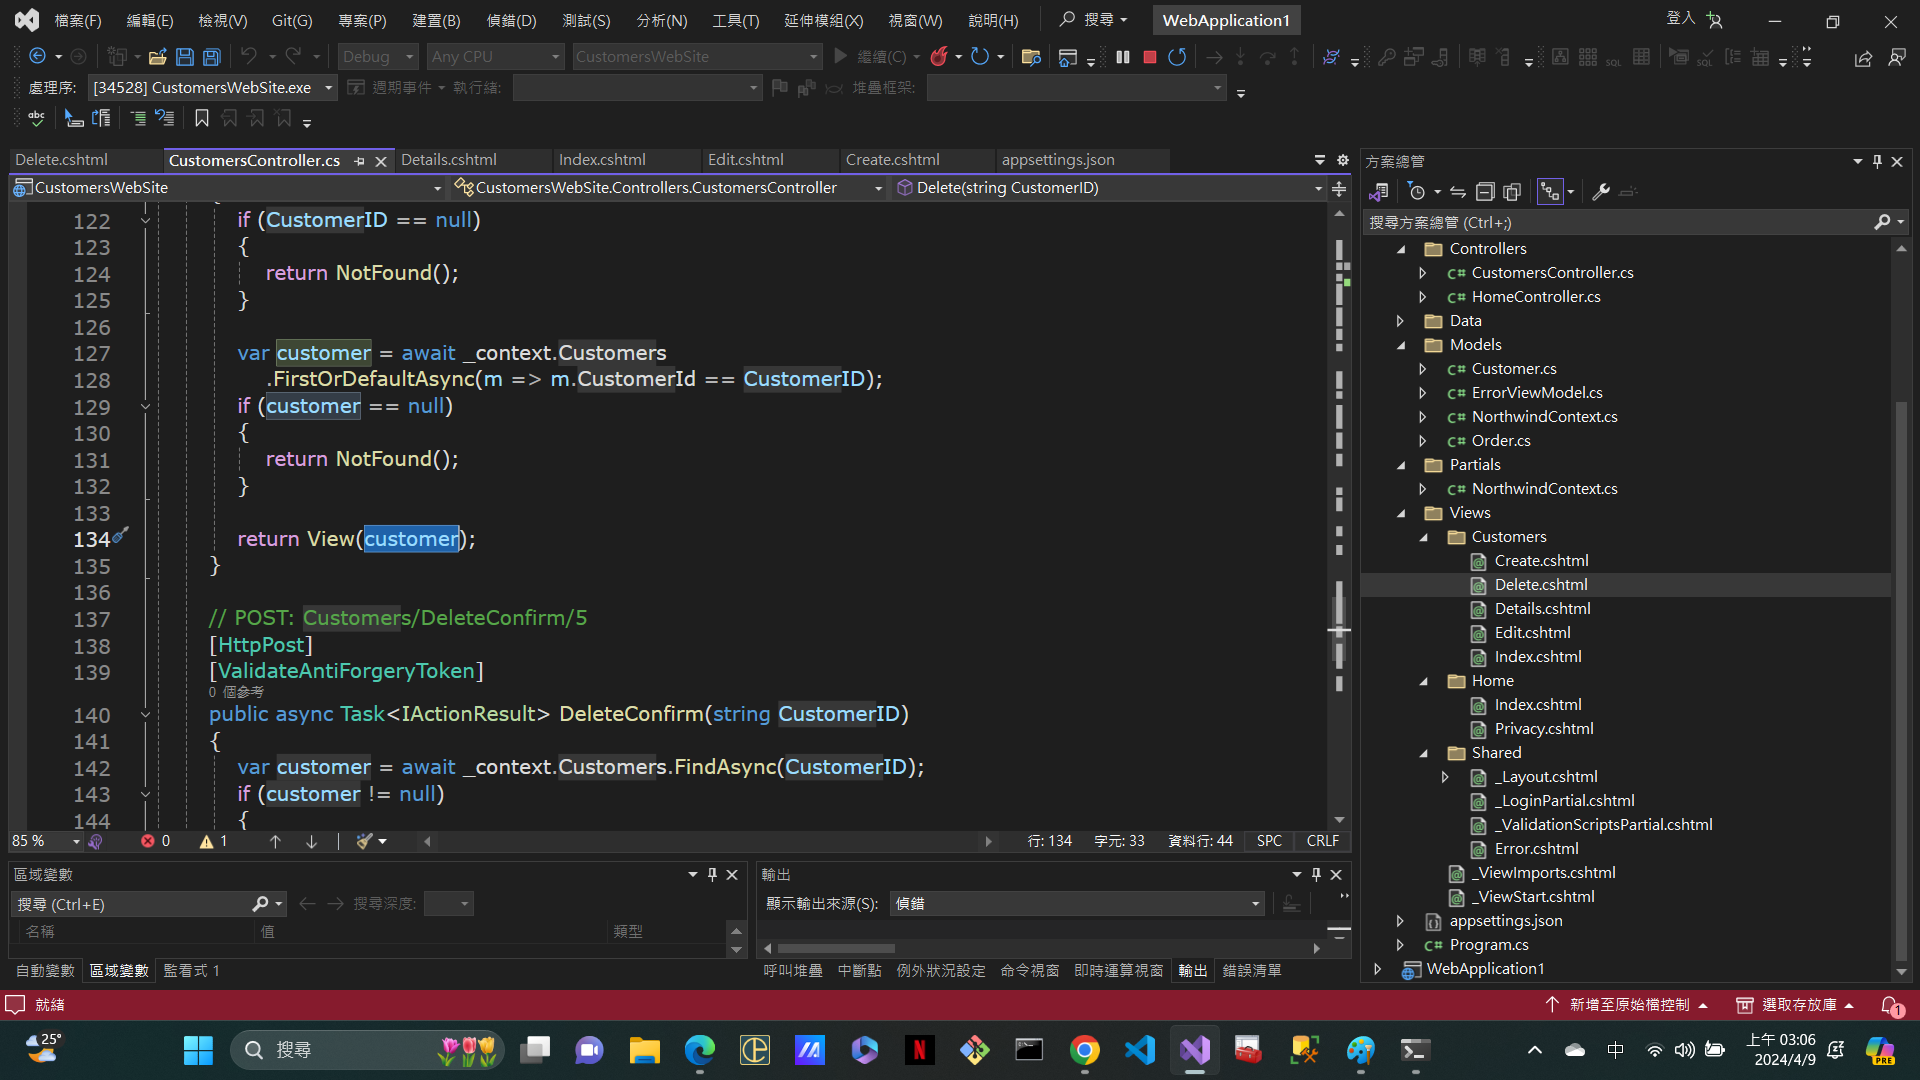 檔案(F) 編輯(E) 檢視(V) Git(G) 專案(P) 建置(B) 偵錯(D) 測試(S) 分析(N) 工具(T) 延伸模組(X) 視窗(W) 說明(H) 搜尋 WebApplication1 登入
Debug Any CPU CustomersWebSite 繼續(C)
處理序: [34528] CustomersWebSite.exe 週期事件 執行緒: 堆疊框架:
Delete.cshtml CustomersController.cs Details.cshtml Index.cshtml Edit.cshtml Create.cshtml appsettings.json
CustomersWebSite CustomersWebSite.Controllers.CustomersController Delete(string CustomerID)
122 if (CustomerID == null)
123 {
124 return NotFound();
125 }
126
127 var customer = await _context.Customers
128 .FirstOrDefaultAsync(m => m.CustomerId == CustomerID);
129 if (customer == null)
130 {
131 return NotFound();
132 }
133
134 return View(customer);
135 }
136
137 // POST: Customers/DeleteConfirm/5
138 [HttpPost]
139 [ValidateAntiForgeryToken]
0 個參考
140 public async Task<IActionResult> DeleteConfirm(string CustomerID)
141 {
142 var customer = await _context.Customers.FindAsync(CustomerID);
143 if (customer != null)
144 {
85 % 0 1 行: 134 字元: 33 資料行: 44 SPC CRLF
區域變數
搜尋 (Ctrl+E) 搜尋深度:
名稱 值 類型
自動變數 區域變數 監看式 1
輸出
顯示輸出來源(S): 偵錯
呼叫堆疊 中斷點 例外狀況設定 命令視窗 即時運算視窗 輸出 錯誤清單
方案總管
搜尋方案總管 (Ctrl+;)
Controllers
C# CustomersController.cs
C# HomeController.cs
Data
Models
C# Customer.cs
C# ErrorViewModel.cs
C# NorthwindContext.cs
C# Order.cs
Partials
C# NorthwindContext.cs
Views
Customers
Create.cshtml
Delete.cshtml
Details.cshtml
Edit.cshtml
Index.cshtml
Home
Index.cshtml
Privacy.cshtml
Shared
_Layout.cshtml
_LoginPartial.cshtml
_ValidationScriptsPartial.cshtml
Error.cshtml
_ViewImports.cshtml
_ViewStart.cshtml
appsettings.json
C# Program.cs
WebApplication1
就緒 新增至原始檔控制 選取存放庫 1
25° 搜尋 中 上午 03:06
2024/4/9 PRE